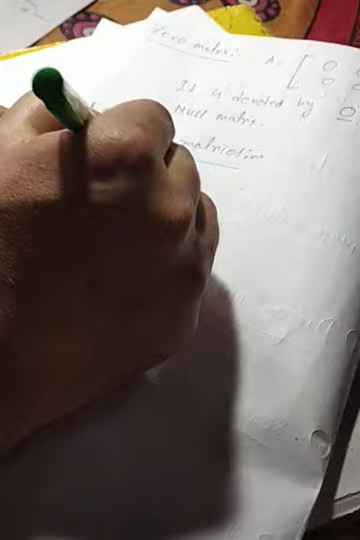 Zero matrix:
A = [ 0
0 0
It is denoted by 0
Null matrix.
matrices: